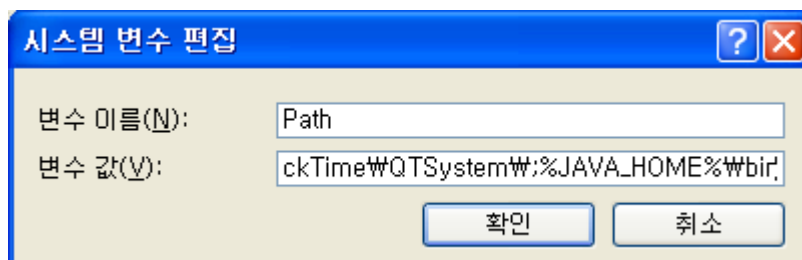 시스템 변수 편집
변수 이름(N): Path
변수 값(V): ckTime₩QTSystem₩;%JAVA_HOME%₩bin
확인 취소